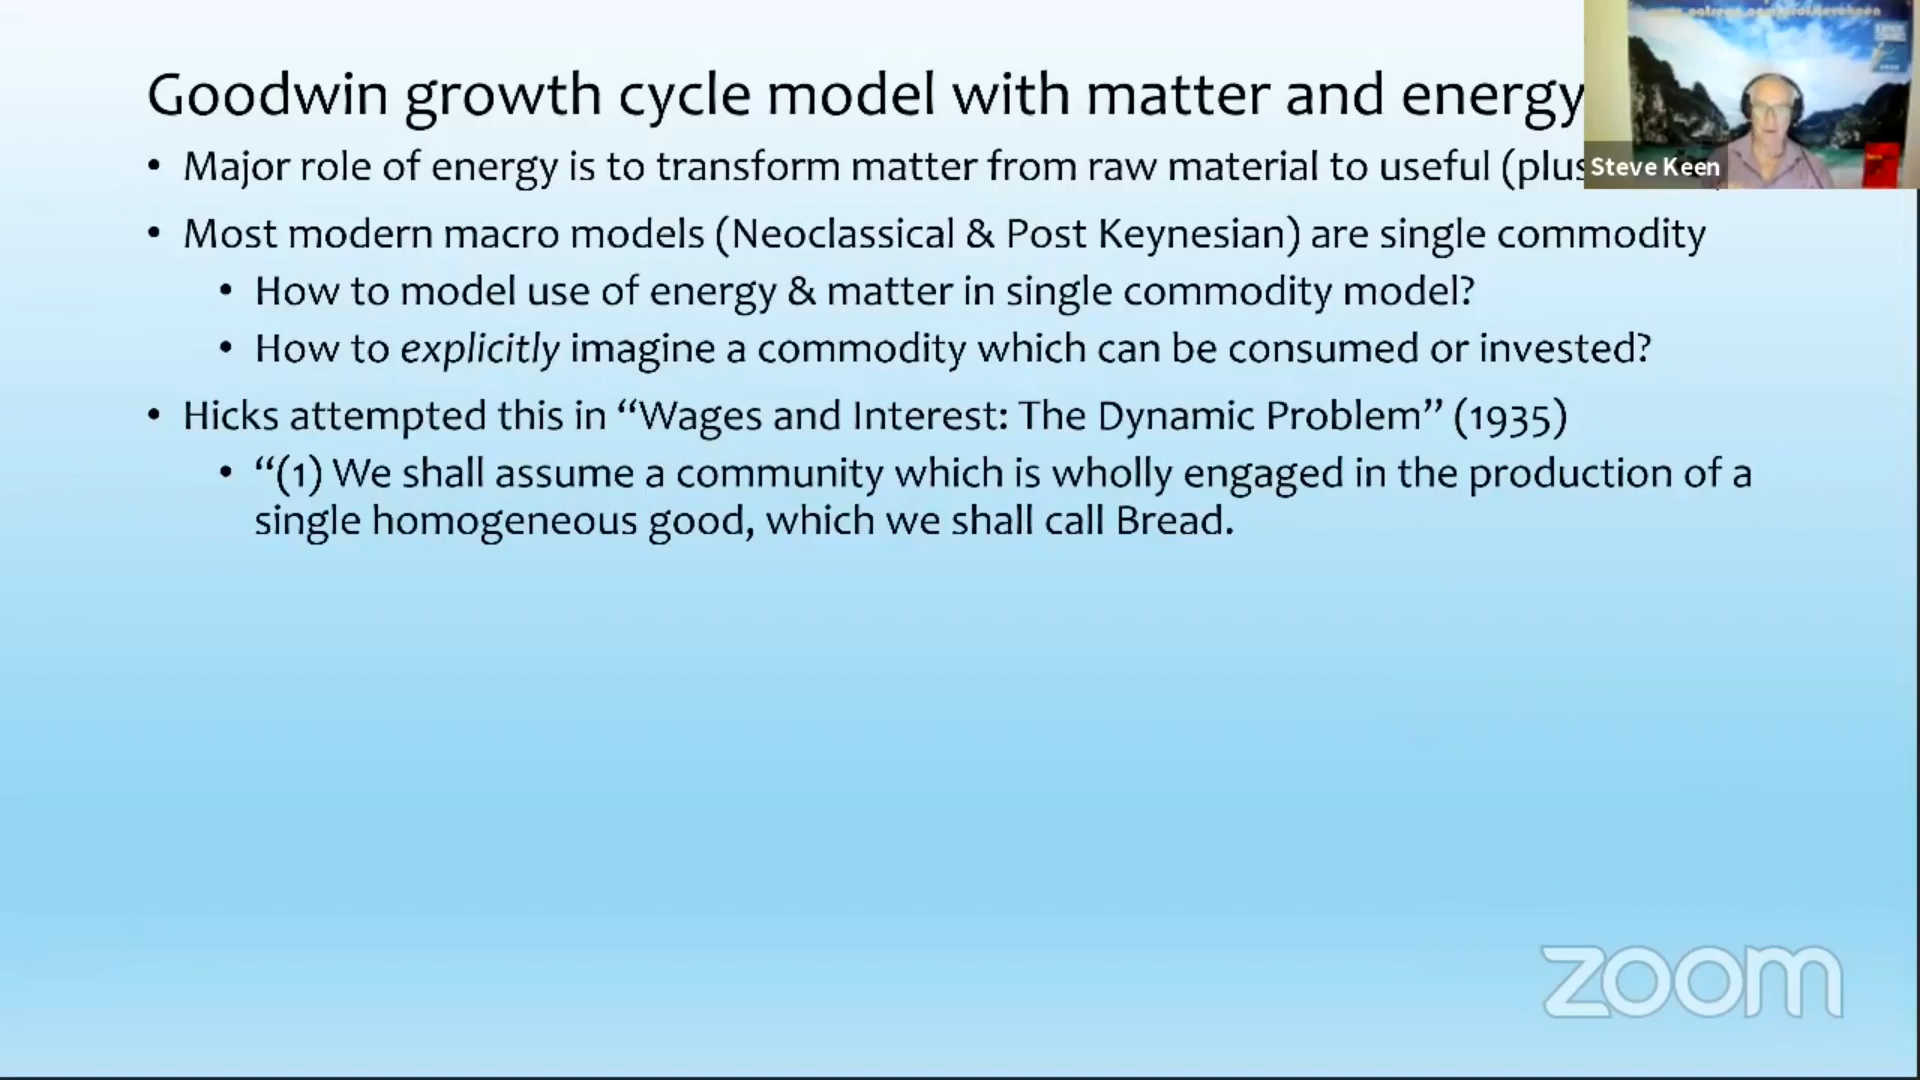 Goodwin growth cycle model with matter and energy
• Major role of energy is to transform matter from raw material to useful (plus
Steve Keen
• Most modern macro models (Neoclassical & Post Keynesian) are single commodity
• How to model use of energy & matter in single commodity model?
• How to explicitly imagine a commodity which can be consumed or invested?
• Hicks attempted this in “Wages and Interest: The Dynamic Problem” (1935)
• “(1) We shall assume a community which is wholly engaged in the production of a
single homogeneous good, which we shall call Bread.
zoom